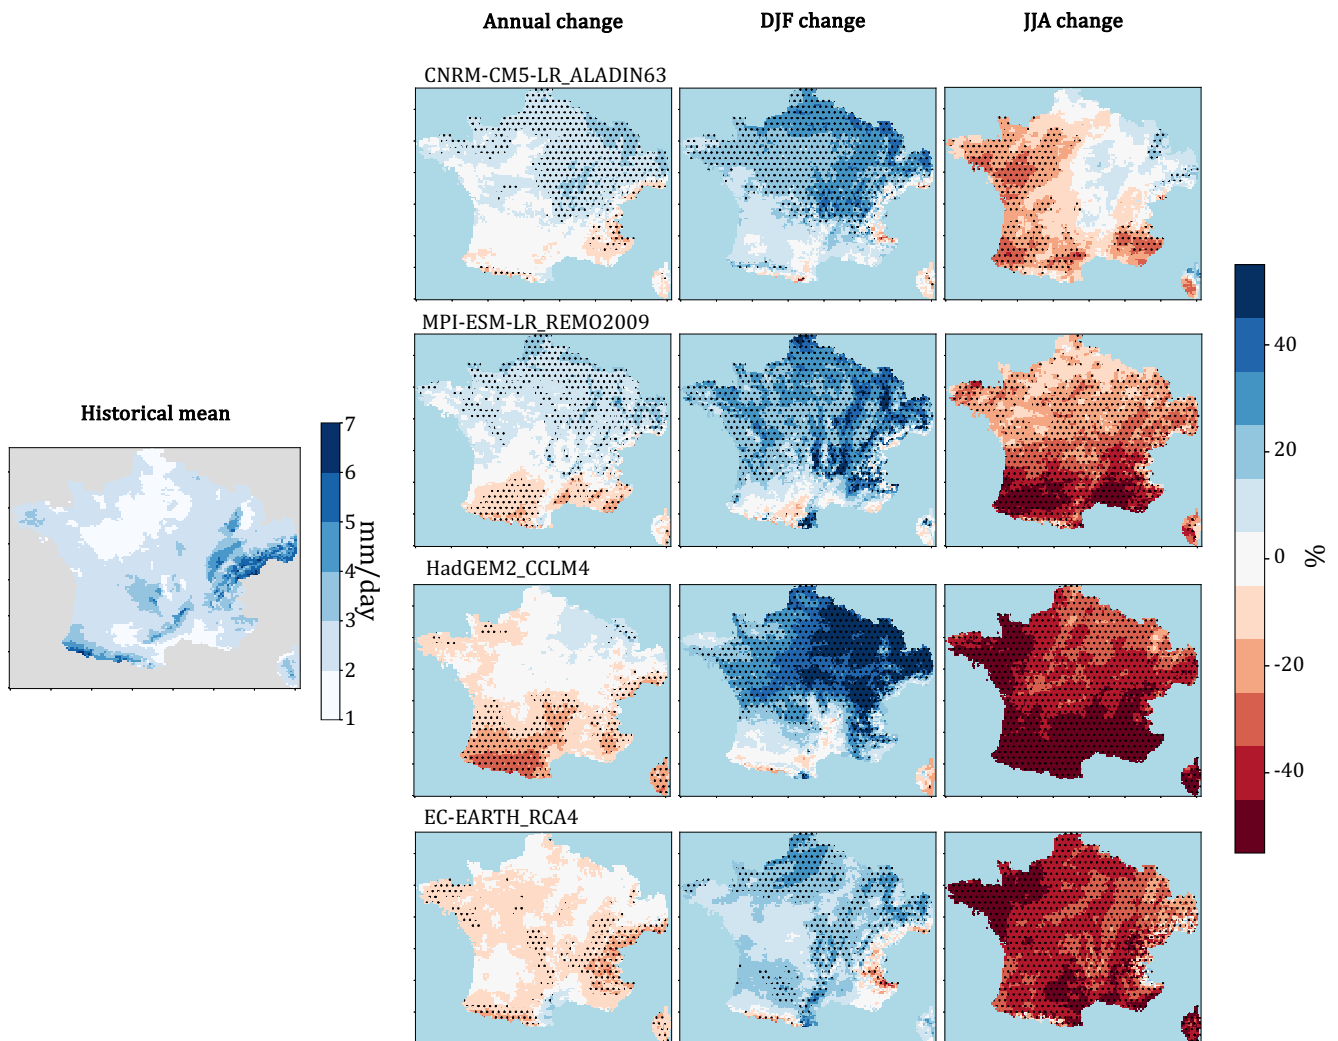 Annual change
DJF change
JJA change
CNRM-CM5-LR_ALADIN63
MPI-ESM-LR_REMO2009
Historical mean
7
6
5
4
3
2
1
mm/day
40
20
0
-20
-40
%
HadGEM2_CCLM4
EC-EARTH_RCA4